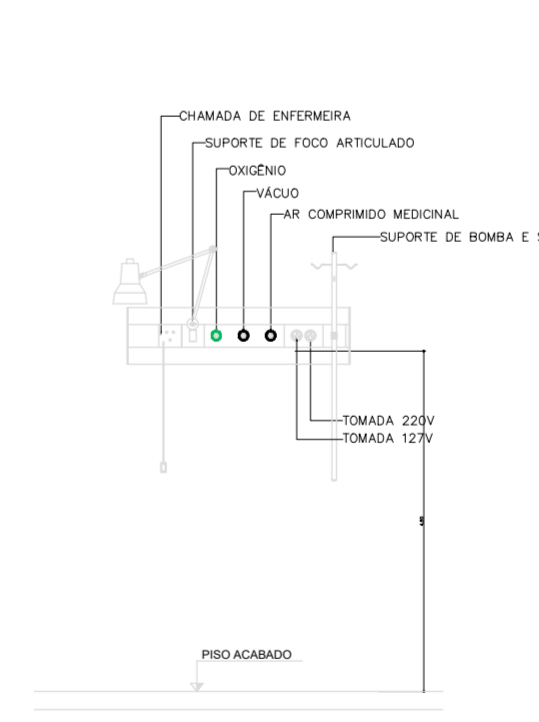 CHAMADA DE ENFERMEIRA
SUPORTE DE FOCO ARTICULADO
OXIGÊNIO
VÁCUO
AR COMPRIMIDO MEDICINAL
SUPORTE DE BOMBA E
TOMADA 220V
TOMADA 127V
PISO ACABADO